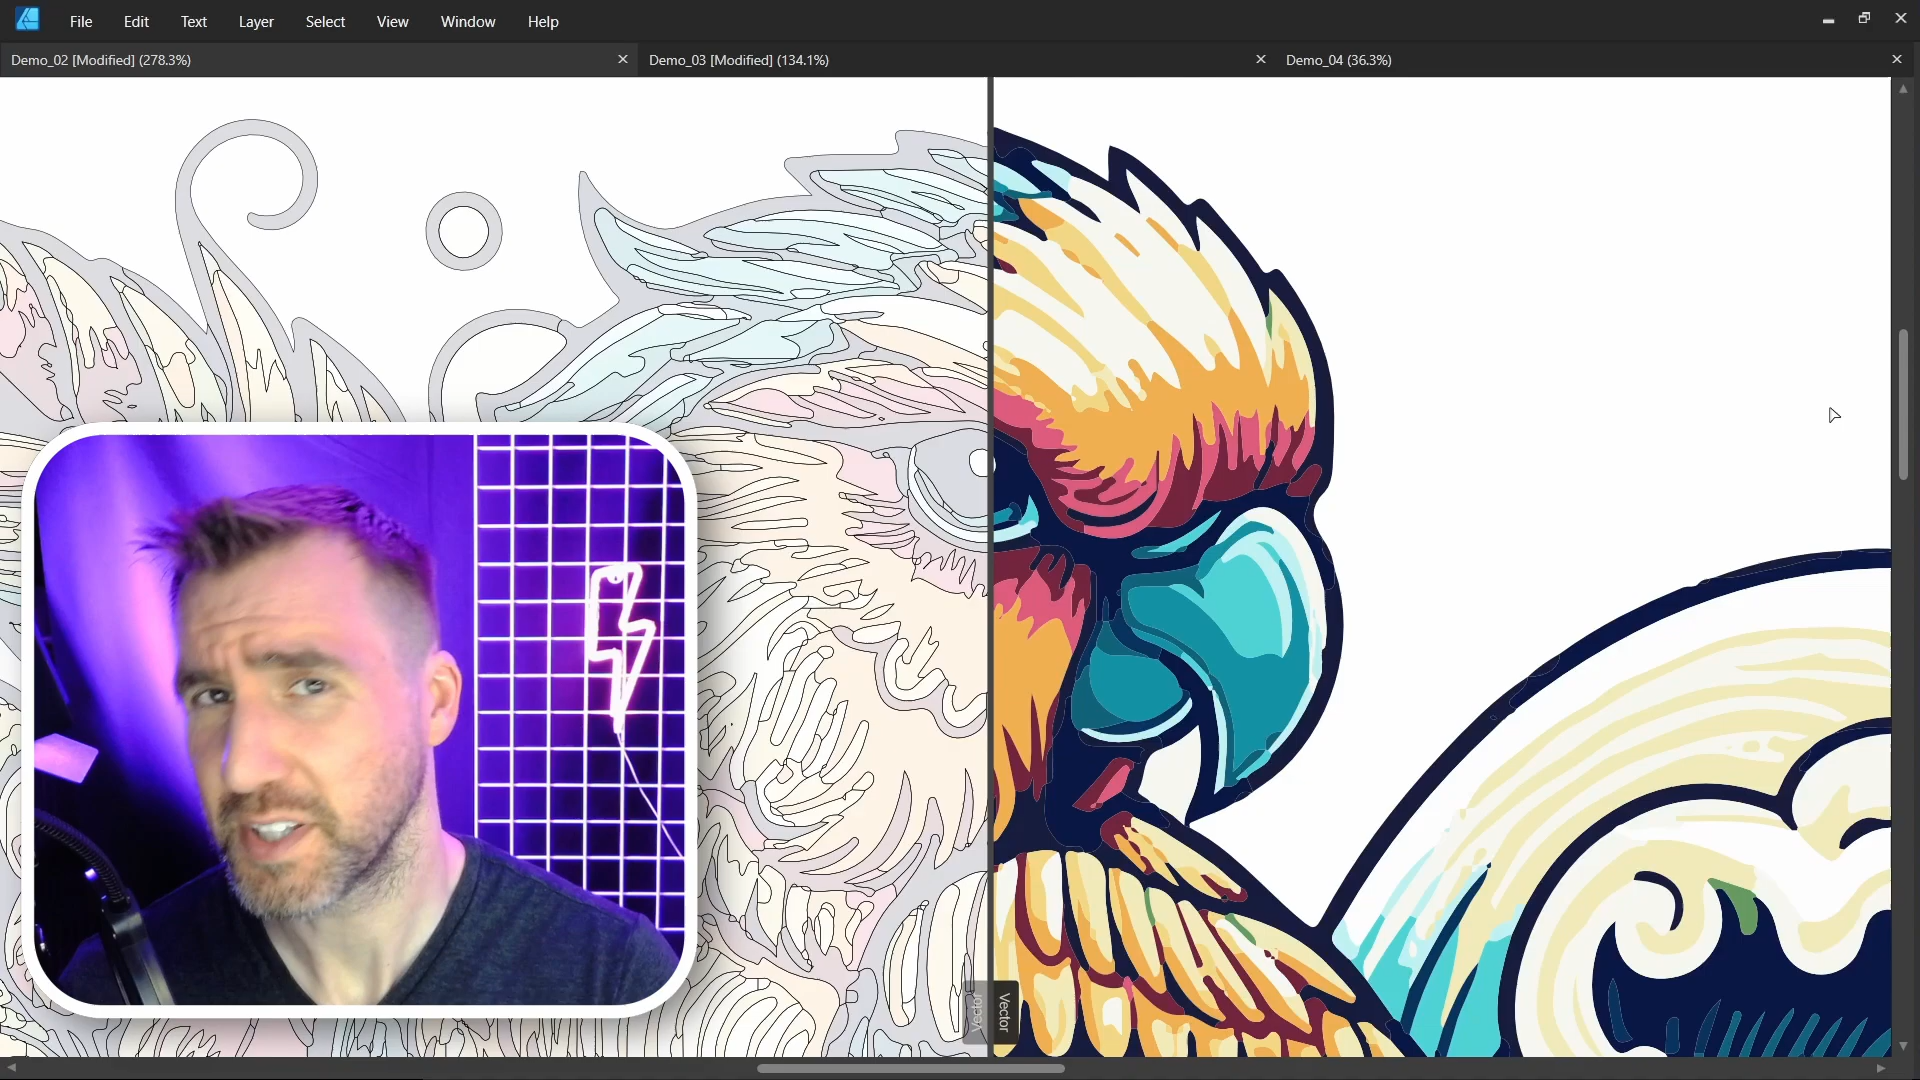 File Edit Text Layer Select View Window Help
Demo_02 [Modified] (278.3%) Demo_03 [Modified] (134.1%) Demo_04 (36.3%)
Vector Vector